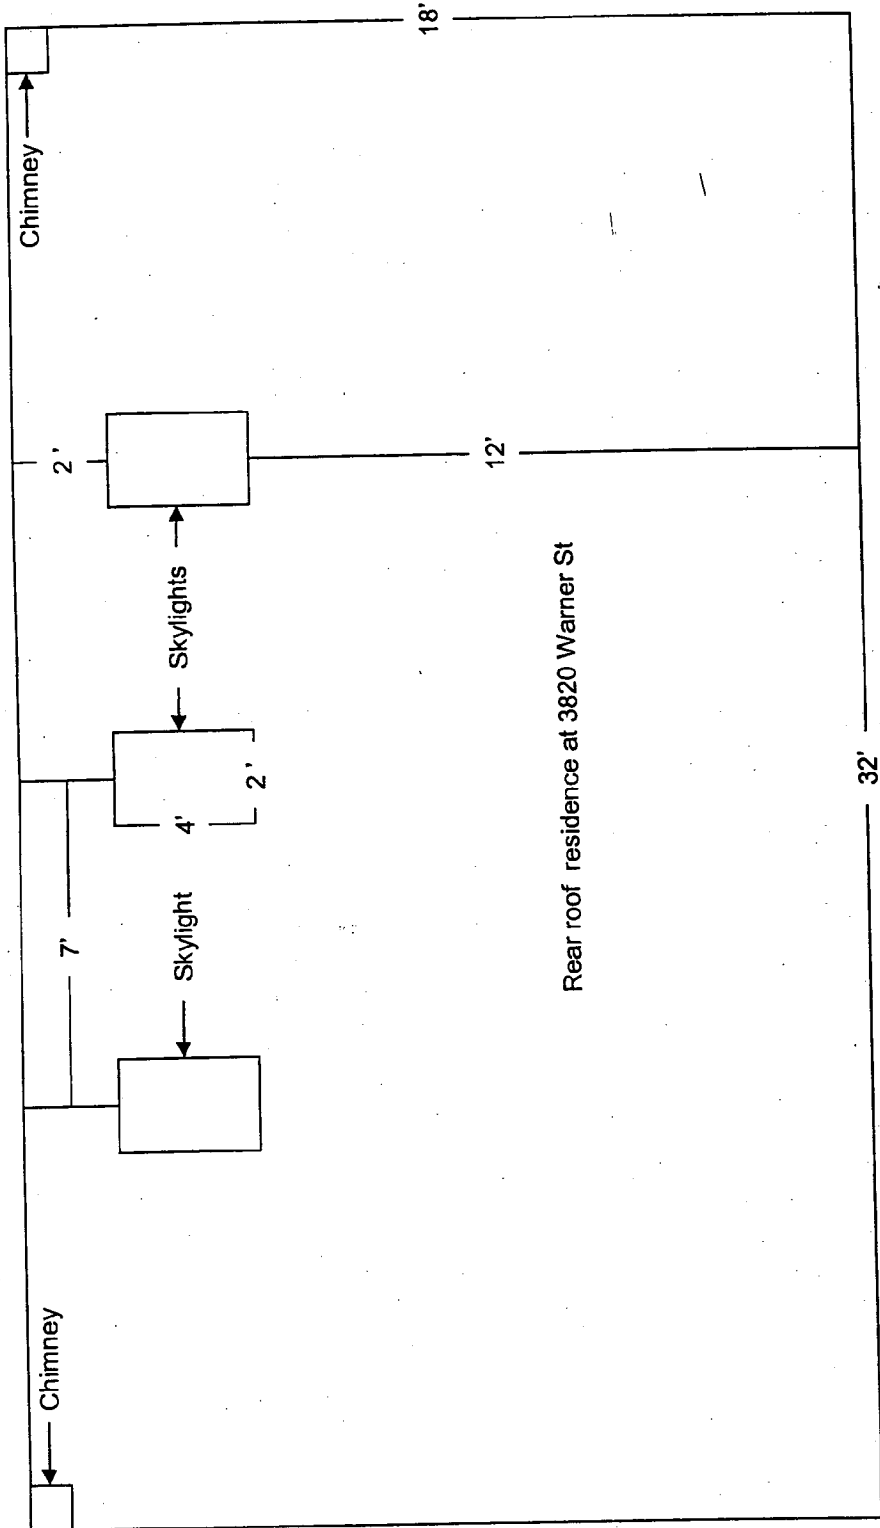 Chimney
Chimney
18'
7'
2'
Skylight
4'
Skylights
2'
12'
Rear roof residence at 3820 Warner St
32'